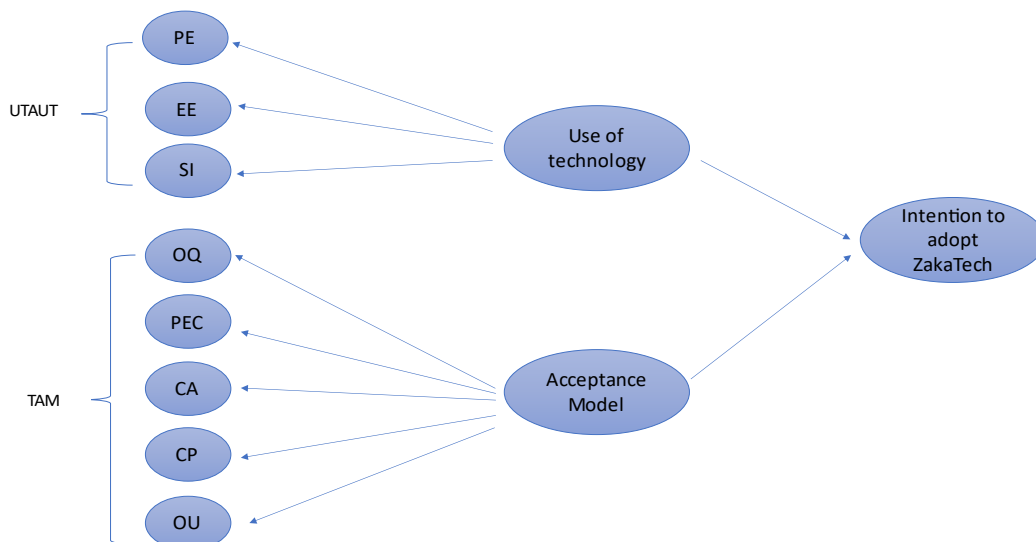 PE
UTAUT
EE
SI
Use of
technology
Intention to
adopt
ZakaTech
OQ
PEC
TAM
CA
CP
OU
Acceptance
Model